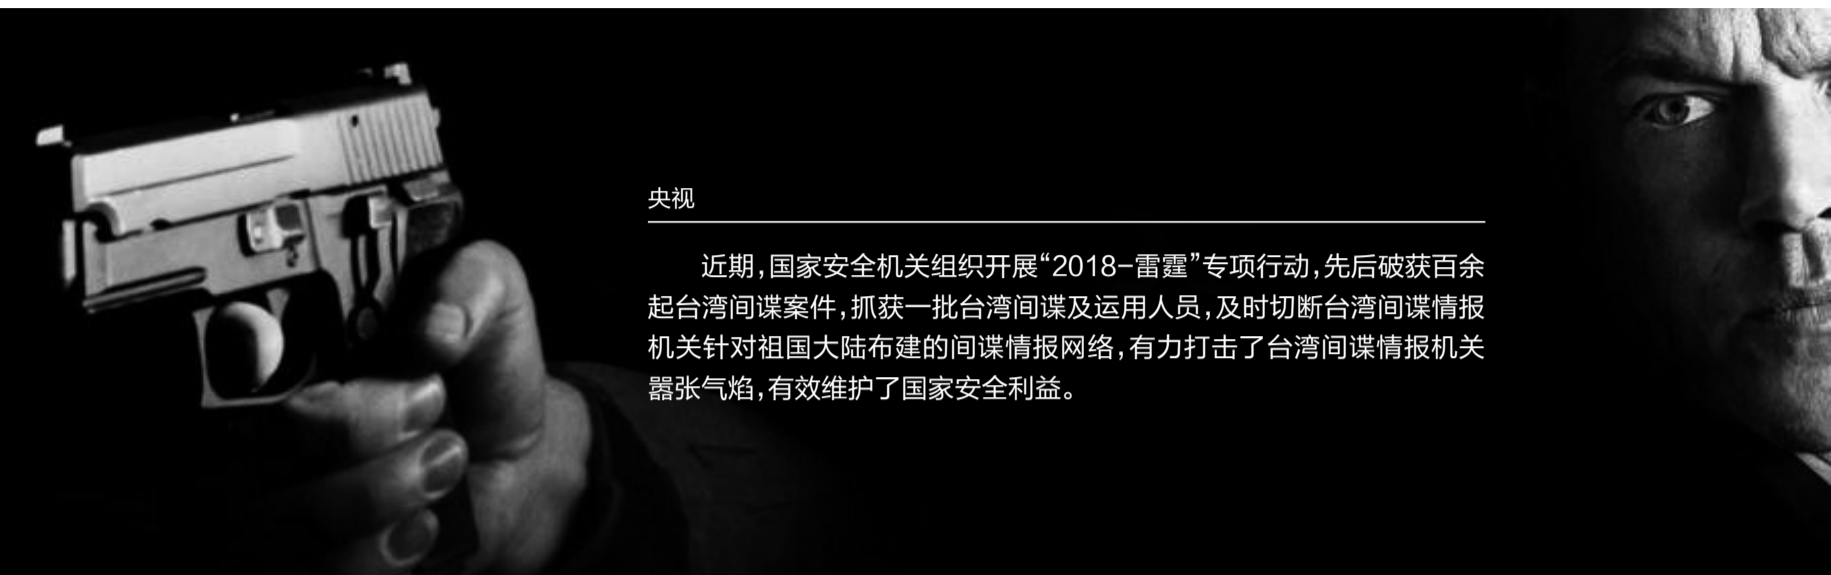 央视
近期，国家安全机关组织开展“2018-雷霆”专项行动，先后破获百余
起台湾间谍案件，抓获一批台湾间谍及运用人员，及时切断台湾间谍情报
机关针对祖国大陆布建的间谍情报网络，有力打击了台湾间谍情报机关
嚣张气焰，有效维护了国家安全利益。